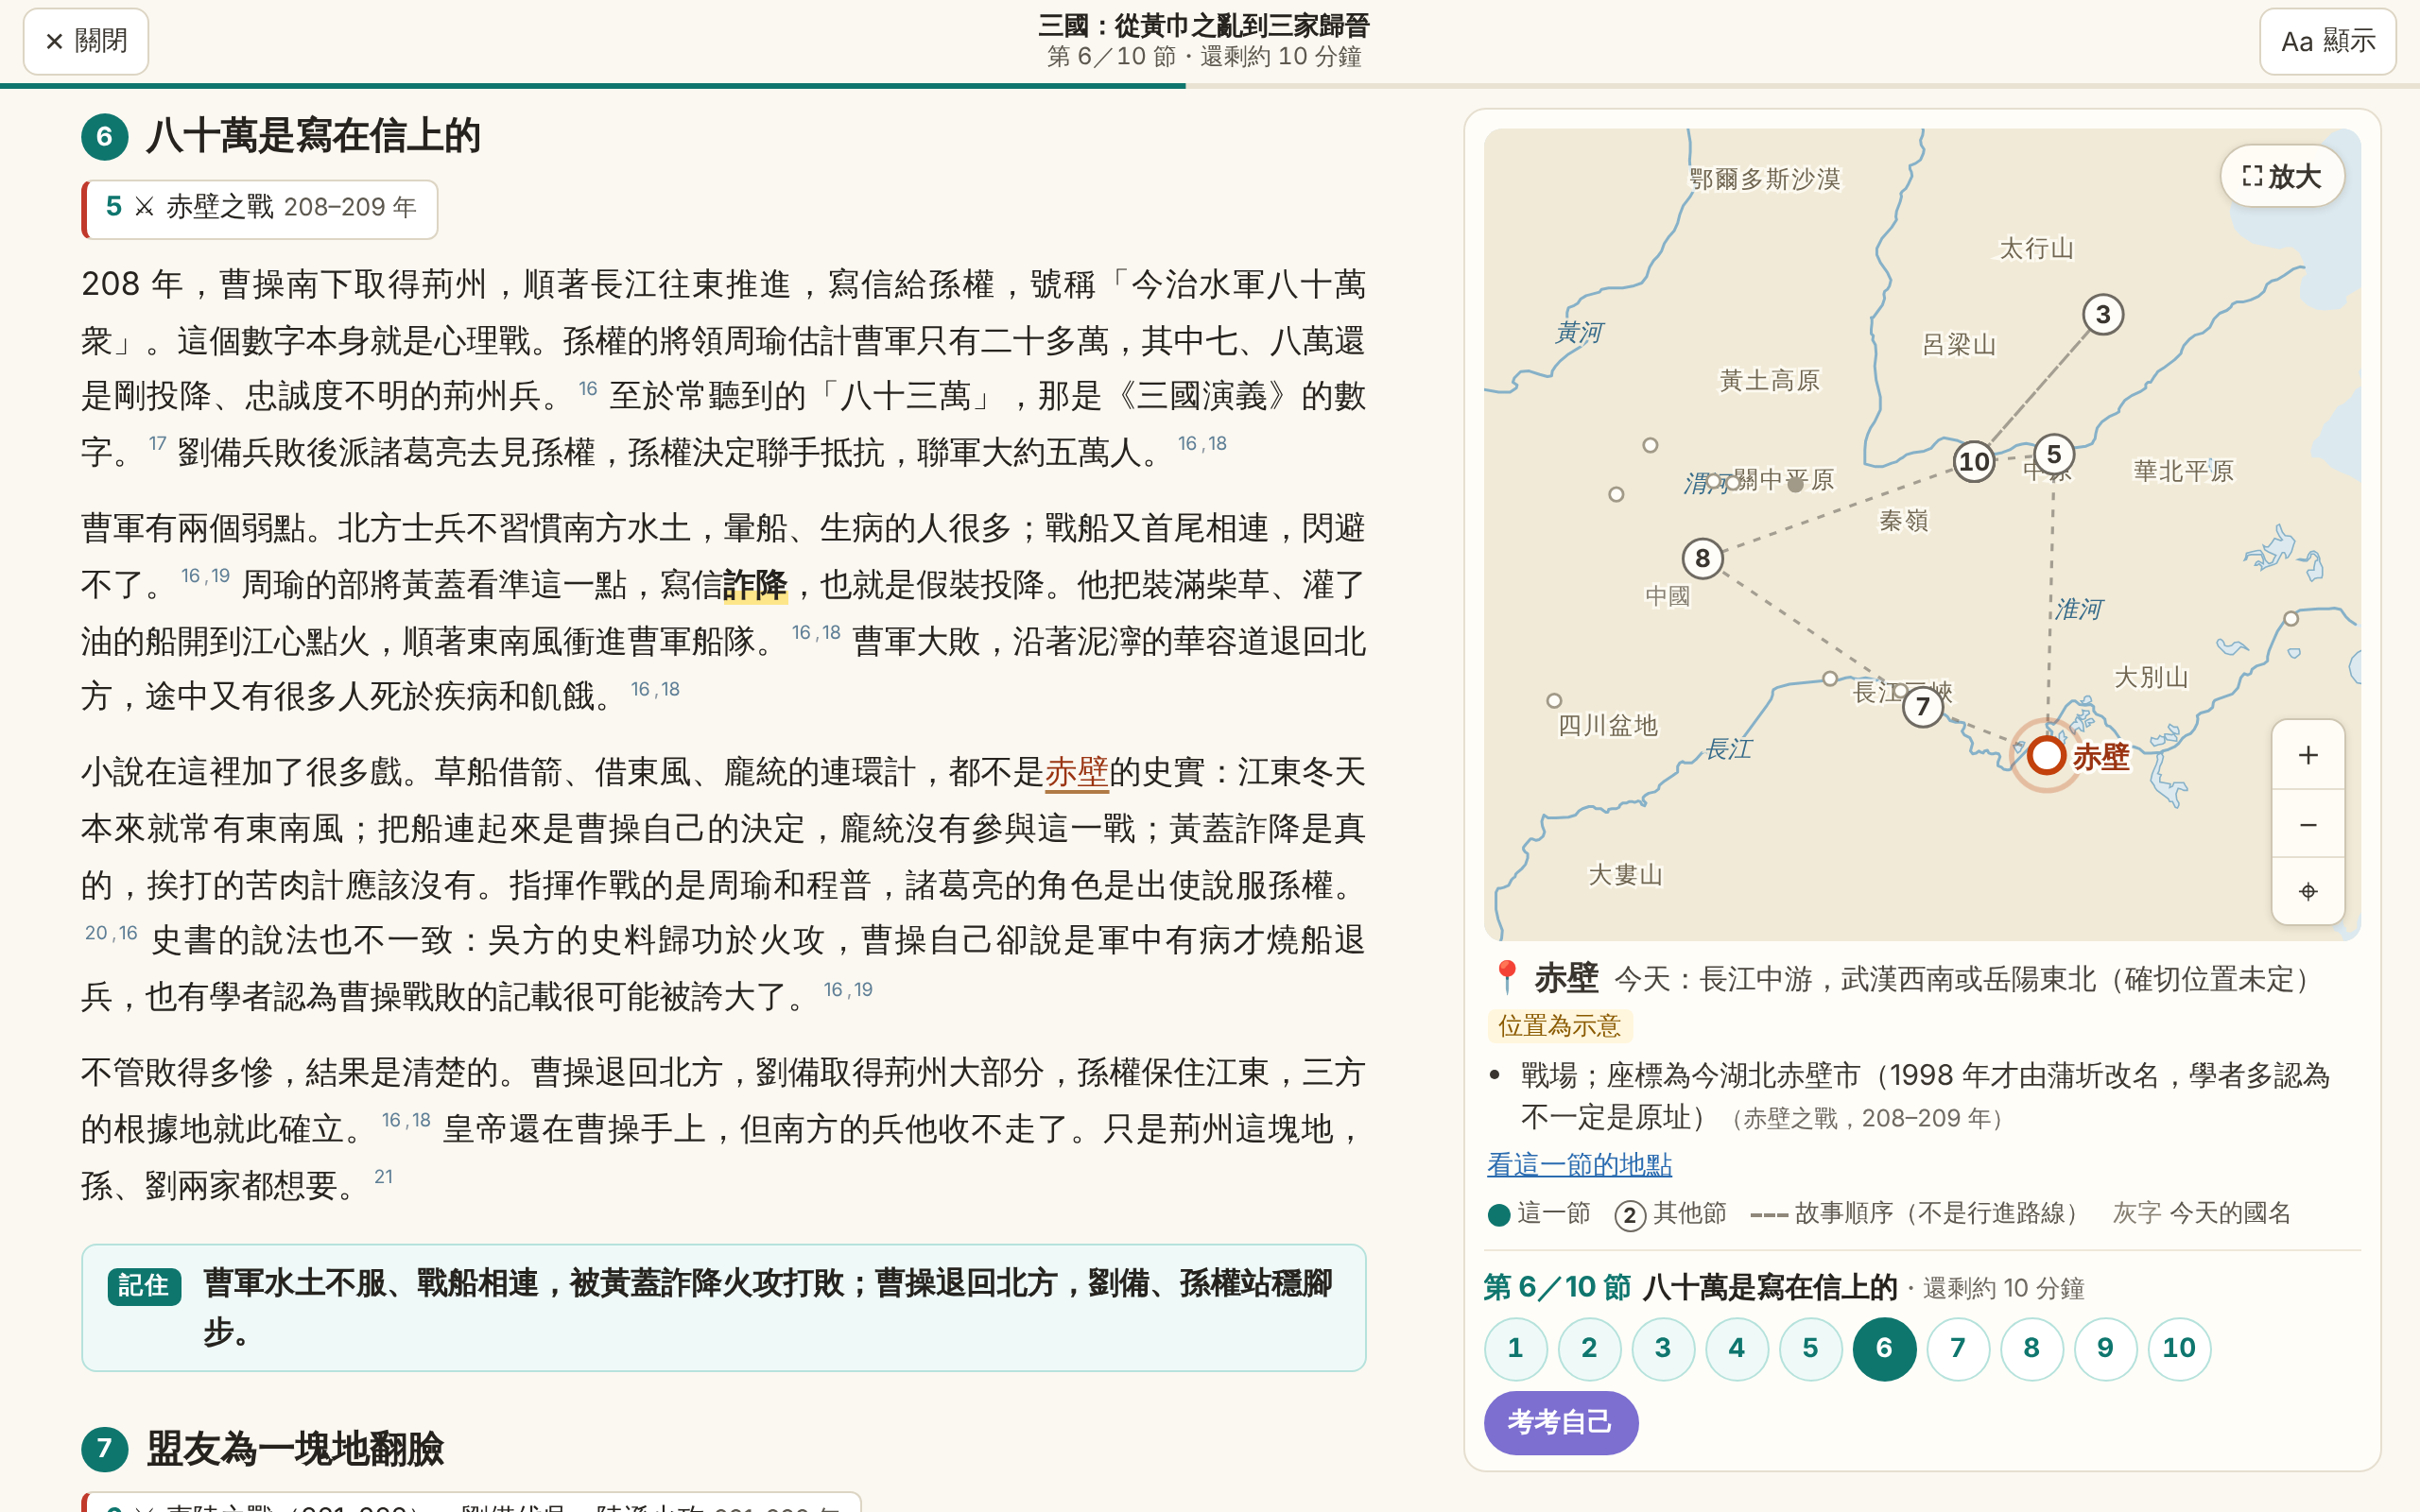 ✕ 關閉
三國：從黃巾之亂到三家歸晉
第 6／10 節・還剩約 10 分鐘
Aa 顯示
6 八十萬是寫在信上的
5 ⚔ 赤壁之戰 208–209 年
208 年，曹操南下取得荊州，順著長江往東推進，寫信給孫權，號稱「今治水軍八十萬
衆」。這個數字本身就是心理戰。孫權的將領周瑜估計曹軍只有二十多萬，其中七、八萬還
是剛投降、忠誠度不明的荊州兵。16 至於常聽到的「八十三萬」，那是《三國演義》的數
字。17 劉備兵敗後派諸葛亮去見孫權，孫權決定聯手抵抗，聯軍大約五萬人。16,18
曹軍有兩個弱點。北方士兵不習慣南方水土，暈船、生病的人很多；戰船又首尾相連，閃避
不了。16,19 周瑜的部將黃蓋看準這一點，寫信詐降，也就是假裝投降。他把裝滿柴草、灌了
油的船開到江心點火，順著東南風衝進曹軍船隊。16,18 曹軍大敗，沿著泥濘的華容道退回北
方，途中又有很多人死於疾病和飢餓。16,18
小說在這裡加了很多戲。草船借箭、借東風、龐統的連環計，都不是赤壁的史實：江東冬天
本來就常有東南風；把船連起來是曹操自己的決定，龐統沒有參與這一戰；黃蓋詐降是真
的，挨打的苦肉計應該沒有。指揮作戰的是周瑜和程普，諸葛亮的角色是出使說服孫權。
20,16 史書的說法也不一致：吳方的史料歸功於火攻，曹操自己卻說是軍中有病才燒船退
兵，也有學者認為曹操戰敗的記載很可能被誇大了。16,19
不管敗得多慘，結果是清楚的。曹操退回北方，劉備取得荊州大部分，孫權保住江東，三方
的根據地就此確立。16,18 皇帝還在曹操手上，但南方的兵他收不走了。只是荊州這塊地，
孫、劉兩家都想要。21
記住 曹軍水土不服、戰船相連，被黃蓋詐降火攻打敗；曹操退回北方，劉備、孫權站穩腳
步。
7 盟友為一塊地翻臉
放大
鄂爾多斯沙漠
太行山
3
黃河
呂梁山
黃土高原
10
5
華北平原
關中平原
秦嶺
8
中國
淮河
大別山
7
四川盆地
長江
赤壁
大婁山
+
−
⌖
📍 赤壁 今天：長江中游，武漢西南或岳陽東北（確切位置未定）
位置為示意
• 戰場；座標為今湖北赤壁市（1998 年才由蒲圻改名，學者多認為
不一定是原址）（赤壁之戰，208–209 年）
看這一節的地點
這一節 2 其他節 故事順序（不是行進路線） 灰字 今天的國名
第 6／10 節 八十萬是寫在信上的・還剩約 10 分鐘
1 2 3 4 5 6 7 8 9 10
考考自己